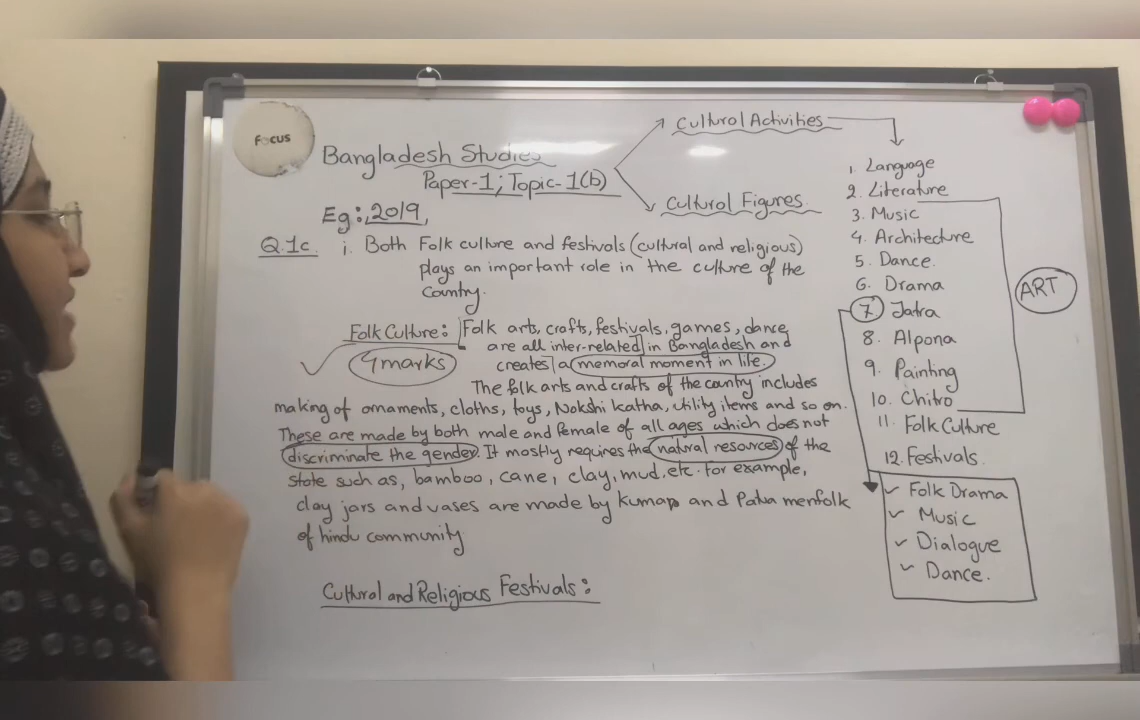 Focus
Bangladesh Studies
Paper-1; Topic-1(b)
Cultural Activities
Cultural Figures
Eg:, 2019,
Q.1c. i. Both Folk culture and festivals (cultural and religious)
plays an important role in the culture of the
Country.
Folk Culture: Folk arts, crafts, festivals, games, dance,
are all inter-related in Bangladesh and
creates a memoral moment in life.
4 marks
The folk arts and crafts of the country includes
making of ornaments, cloths, toys, Nokshi Katha, utility items and so on.
These are made by both male and female of all ages which does not
discriminate the gender. It mostly requires the natural resources of the
state such as, bamboo, cane, clay, mud, etc. For example,
clay jars and vases are made by kumar and menfolk
of hindu community
Cultural and Religious Festivals:
1. Language
2. Literature
3. Music
4. Architecture
5. Dance.
6. Drama
7. Jatra
8. Alpona
9. Painting
10. Chitro
11. Folk Culture
12. Festivals.
ART
Folk Drama
Music
Dialogue
Dance.